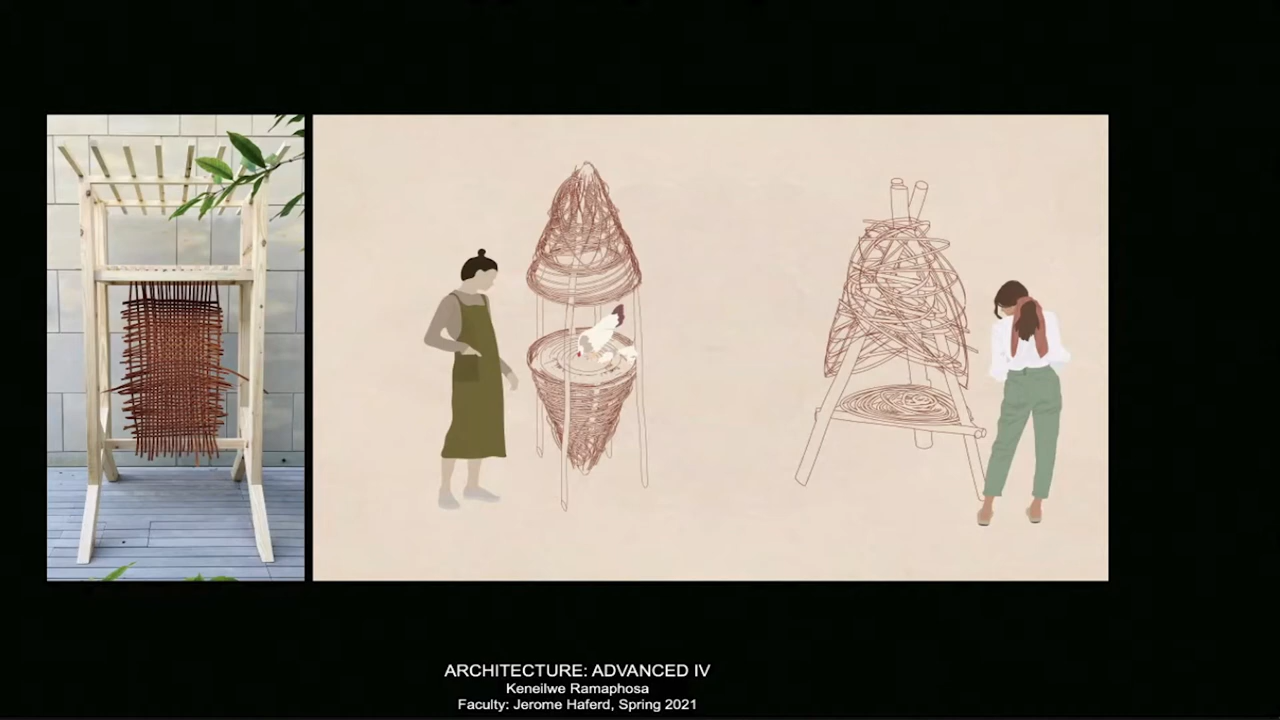 ARCHITECTURE: ADVANCED IV
Keneilwe Ramaphosa
Faculty: Jerome Haferd, Spring 2021